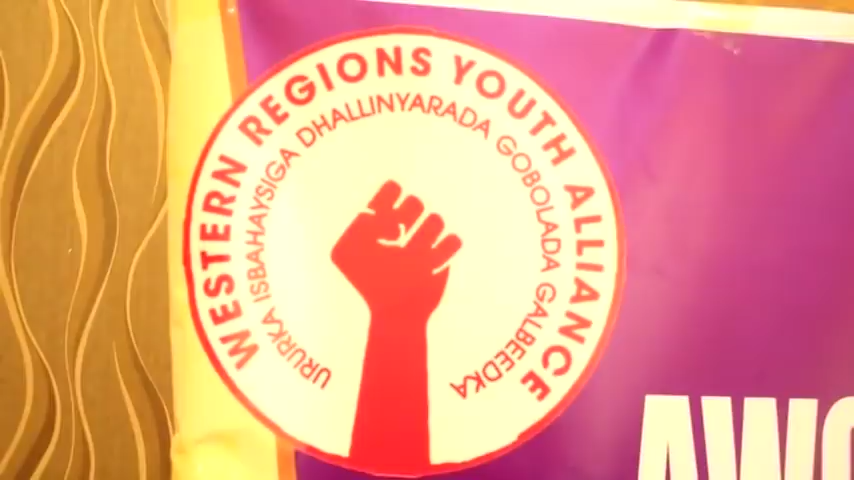 WESTERN REGIONS YOUTH ALLIANCE
URURKA ISBAHAYSIGA DHALLINYARADA GOBOLADA GALBEEDKA